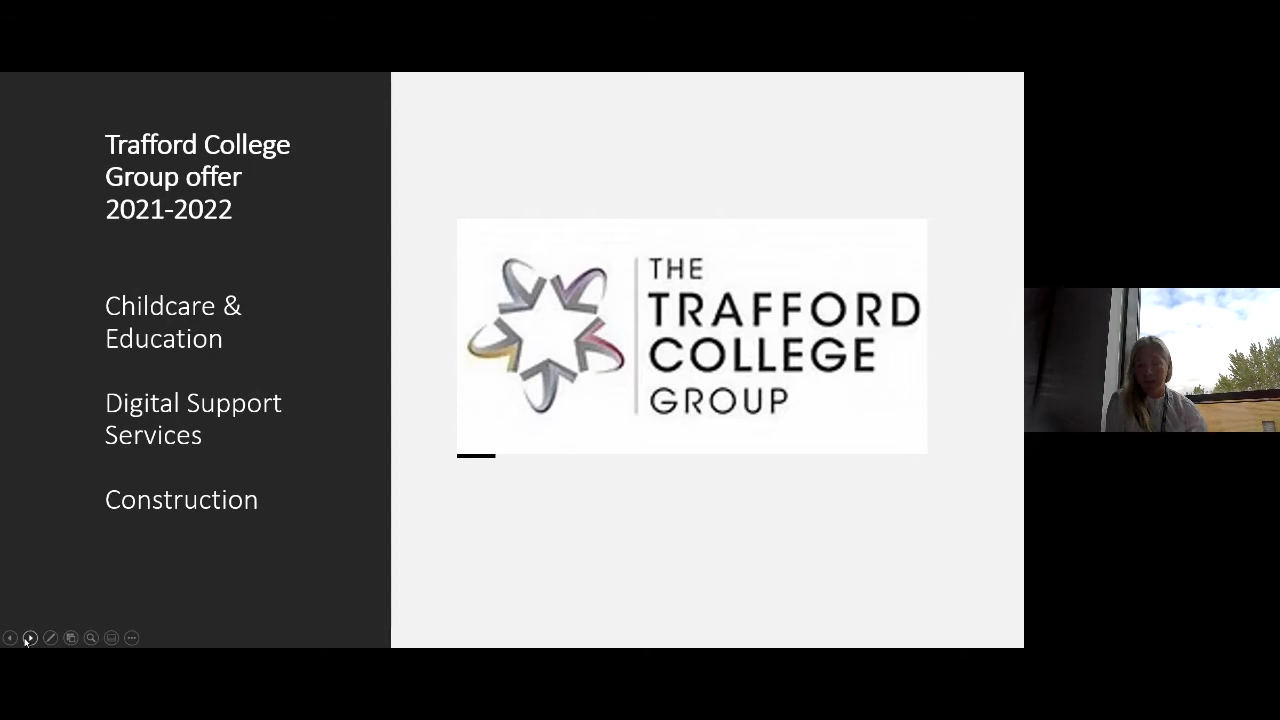 Trafford College
Group offer
2021-2022
Childcare &
Education
Digital Support
Services
Construction
THE
TRAFFORD
COLLEGE
GROUP